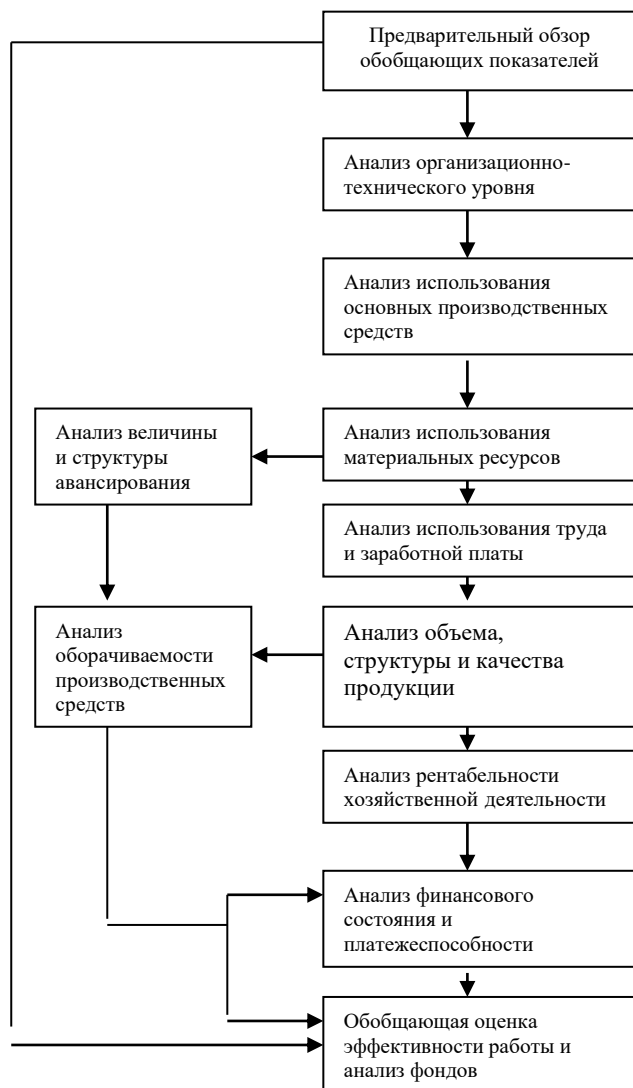 Предварительный обзор
обобщающих показателей
Анализ организационно-
технического уровня
Анализ использования
основных производственных
средств
Анализ величины
и структуры
авансирования
Анализ использования
материальных ресурсов
Анализ использования труда
и заработной платы
Анализ
оборачиваемости
производственных
средств
Анализ объема,
структуры и качества
продукции
Анализ рентабельности
хозяйственной деятельности
Анализ финансового
состояния и
платежеспособности
Обобщающая оценка
эффективности работы и
анализ фондов